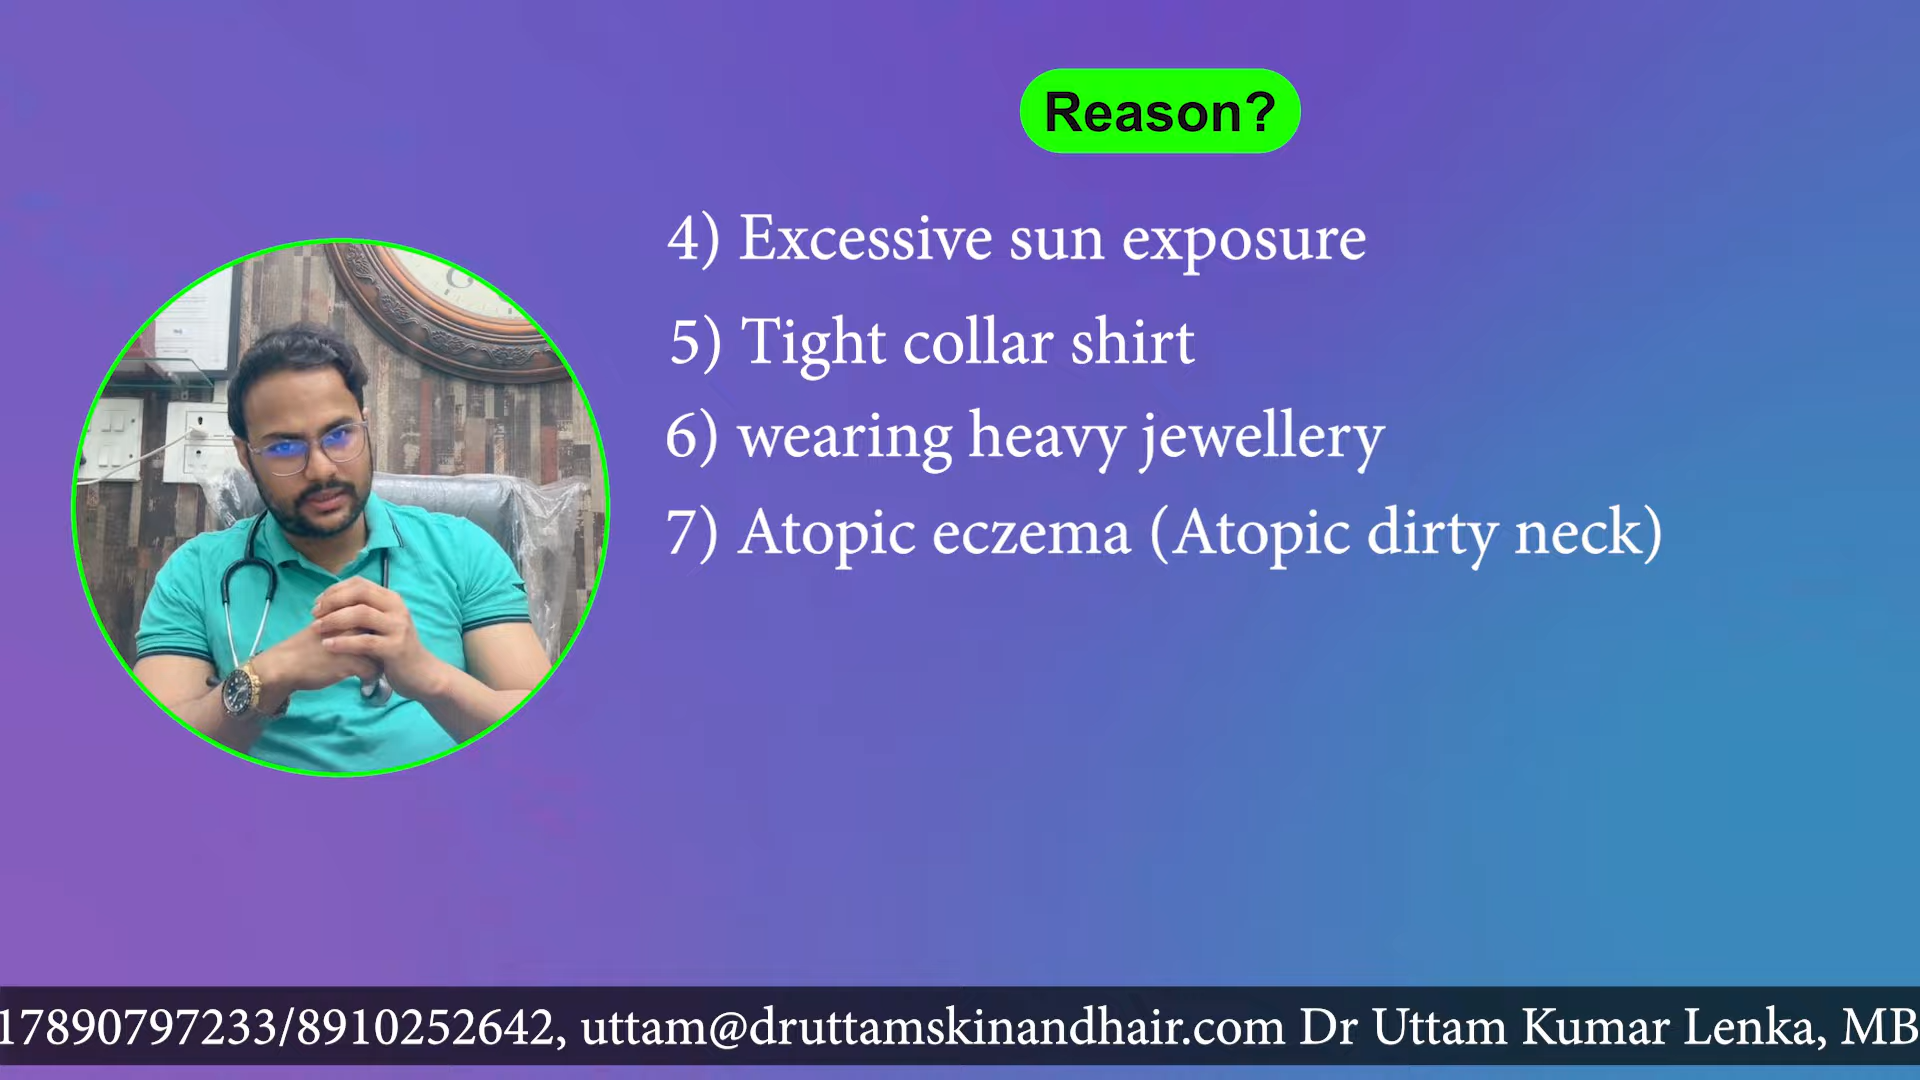 Reason?
4) Excessive sun exposure
5) Tight collar shirt
6) wearing heavy jewellery
7) Atopic eczema (Atopic dirty neck)
17890797233/8910252642, uttam@druttamskinandhair.com Dr Uttam Kumar Lenka, MB